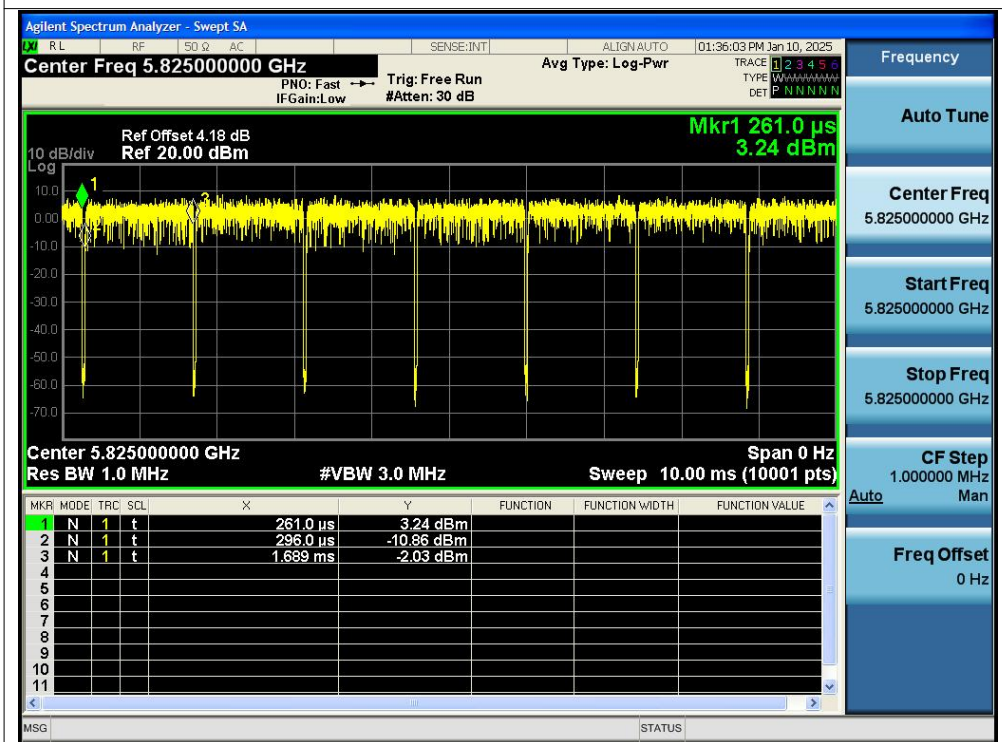 Agilent Spectrum Analyzer - Swept SA
LXI RL RF 50 Ω AC SENSE:INT ALIGNAUTO 01:36:03 PM Jan 10, 2025
Center Freq 5.825000000 GHz Avg Type: Log-Pwr TRACE 1 2 3 4 5 6
PNO: Fast Trig: Free Run TYPE WWWWWW
IFGain:Low #Atten: 30 dB DET P N N N N N
Mkr1 261.0 µs
3.24 dBm
Ref Offset 4.18 dB
10 dB/div Ref 20.00 dBm
Log
10.0
0.00
-10.0
-20.0
-30.0
-40.0
-50.0
-60.0
-70.0
1
3
Center 5.825000000 GHz Span 0 Hz
Res BW 1.0 MHz #VBW 3.0 MHz Sweep 10.00 ms (10001 pts)
MKR MODE TRC SCL X Y FUNCTION FUNCTION WIDTH FUNCTION VALUE
1 N 1 t 261.0 µs 3.24 dBm
2 N 1 t 296.0 µs -10.86 dBm
3 N 1 t 1.689 ms -2.03 dBm
4
5
6
7
8
9
10
11
MSG STATUS
Frequency
Auto Tune
Center Freq
5.825000000 GHz
Start Freq
5.825000000 GHz
Stop Freq
5.825000000 GHz
CF Step
1.000000 MHz
Auto Man
Freq Offset
0 Hz